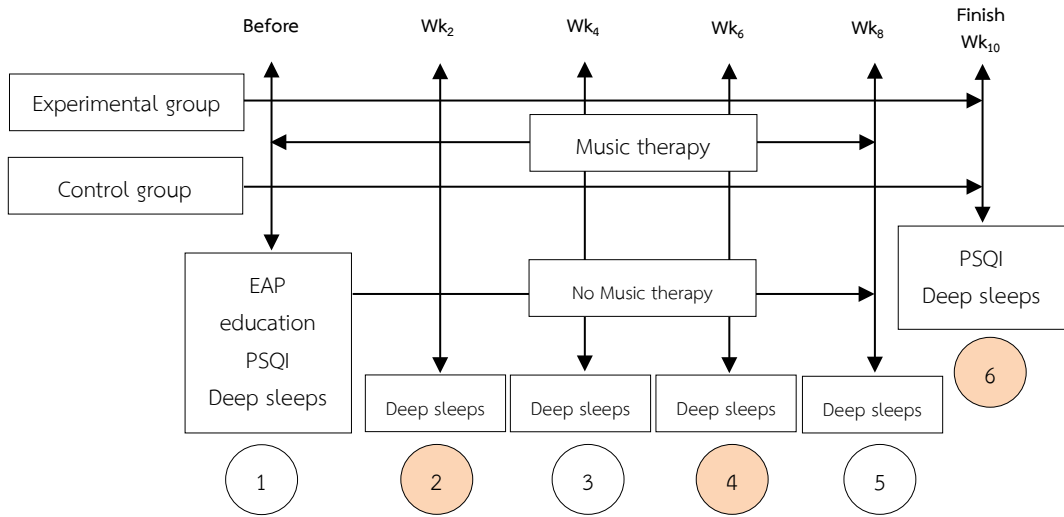 Before
Wk2
Wk4
Wk6
Wk8
Finish
Wk10
Experimental group
Music therapy
Control group
EAP
education
PSQI
Deep sleeps
No Music therapy
PSQI
Deep sleeps
Deep sleeps
Deep sleeps
Deep sleeps
Deep sleeps
1
2
3
4
5
6